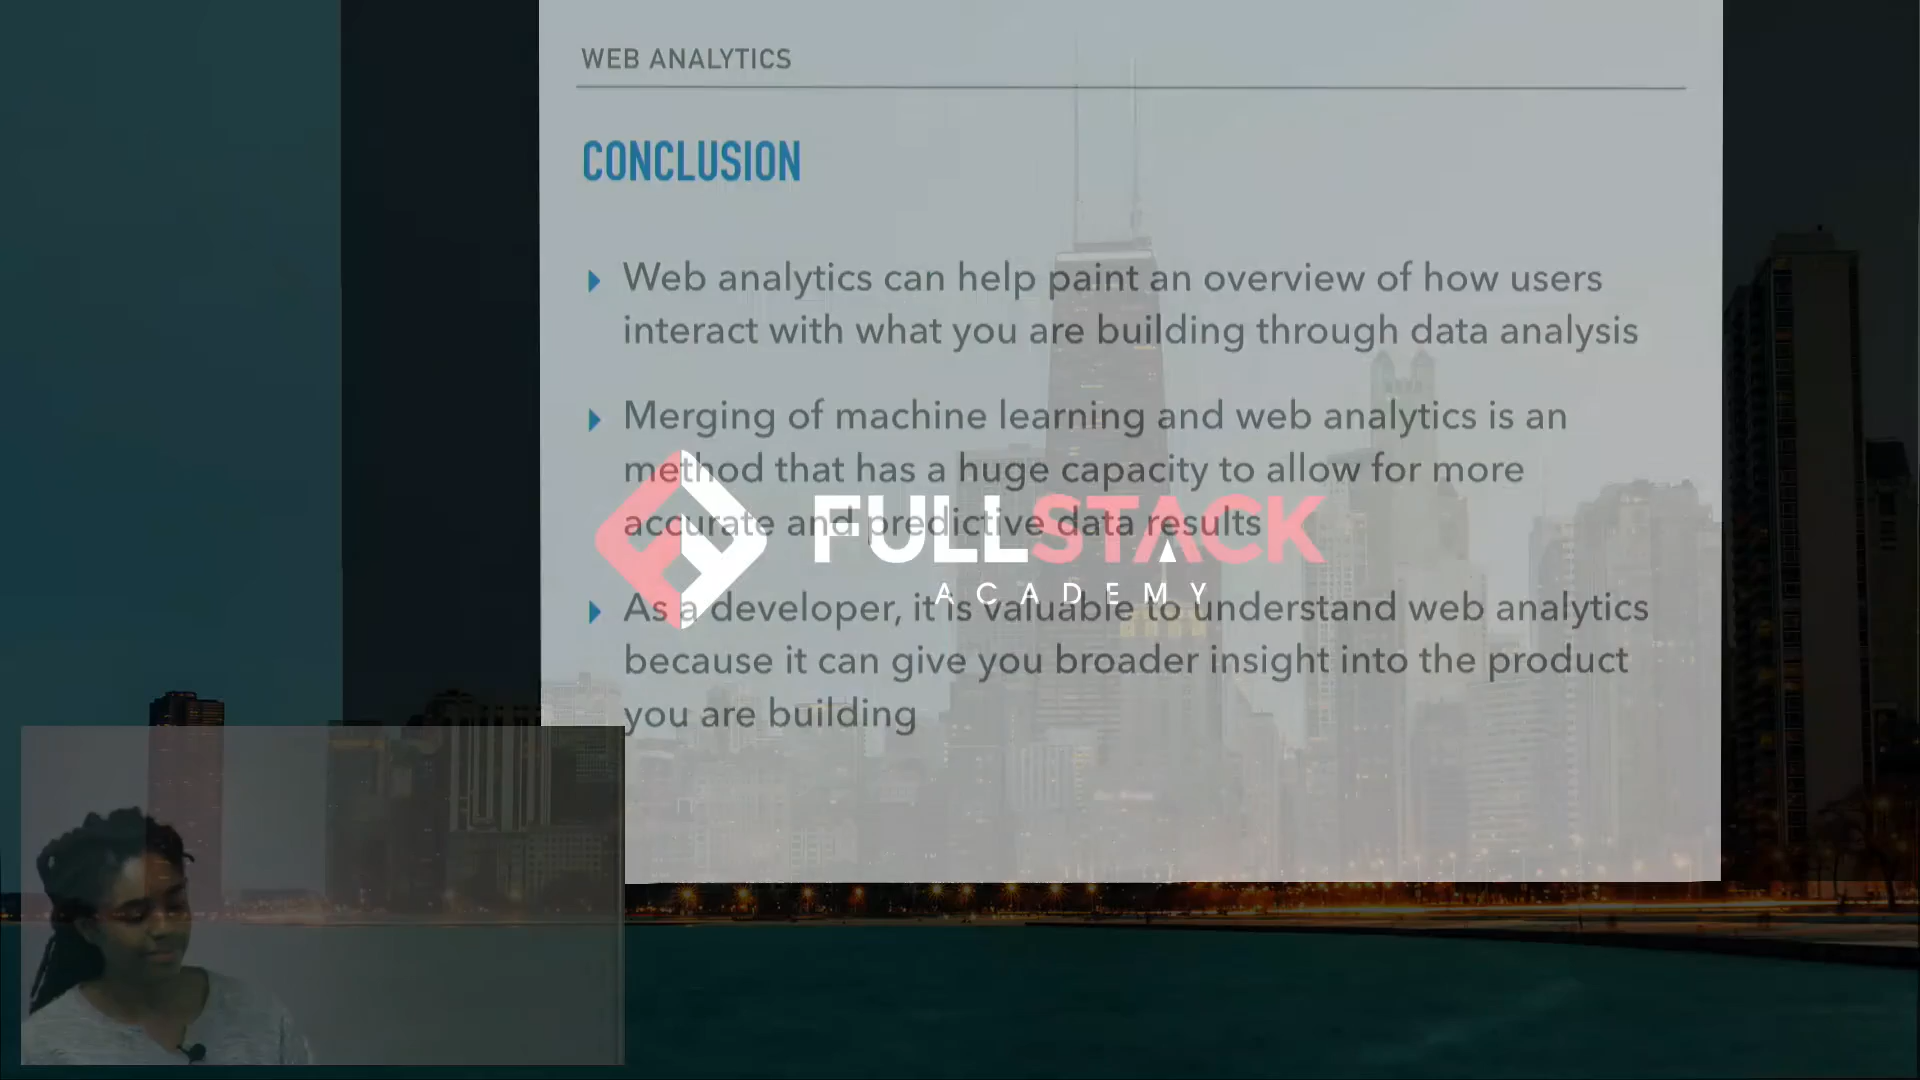 WEB ANALYTICS
CONCLUSION
Web analytics can help paint an overview of how users
interact with what you are building through data analysis
Merging of machine learning and web analytics is an
method that has a huge capacity to allow for more
accurate and predictive data results
FULLSTACK
ACADEMY
As a developer, it is valuable to understand web analytics
because it can give you broader insight into the product
you are building